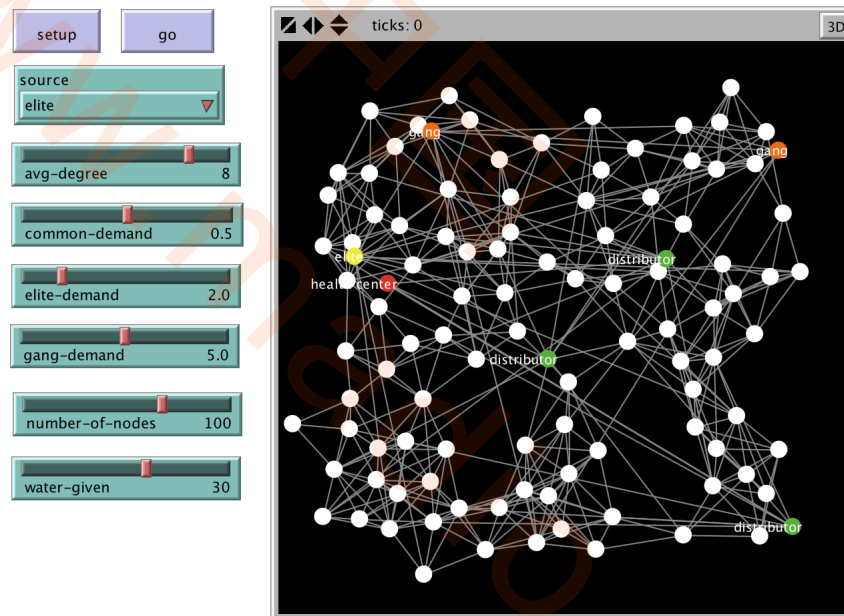 setup
go
ticks: 0
3D
source
elite
avg-degree 8
common-demand 0.5
elite-demand 2.0
gang-demand 5.0
number-of-nodes 100
water-given 30
gang
gang
elite
distributor
health-center
distributor
distributor